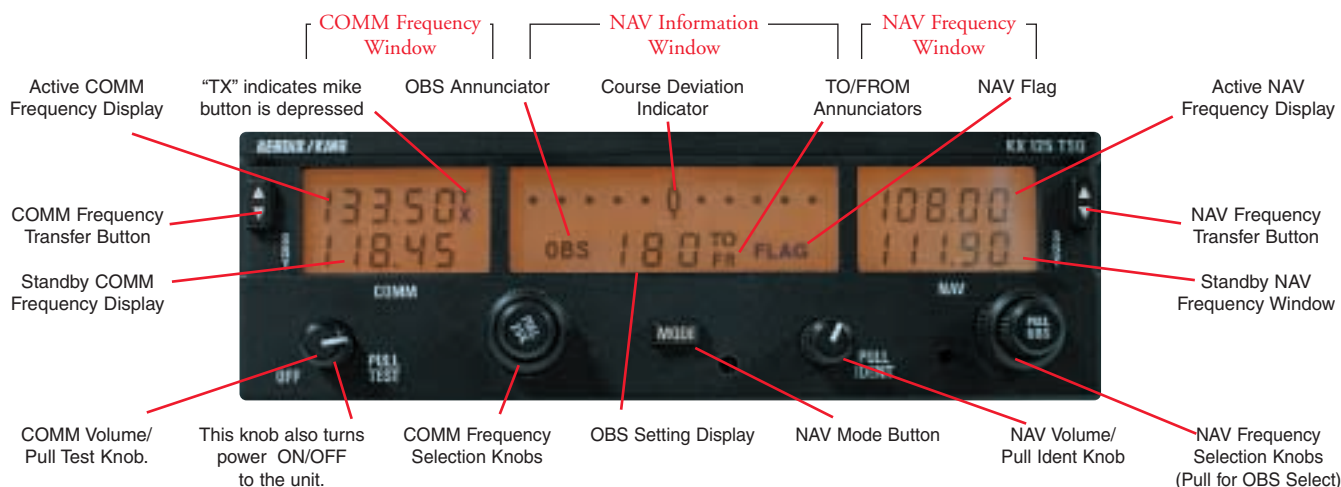 COMM Frequency
Window
NAV Information
Window
NAV Frequency
Window
Active COMM
Frequency Display
“TX” indicates mike
button is depressed
OBS Annunciator
Course Deviation
Indicator
TO/FROM
Annunciators
NAV Flag
Active NAV
Frequency Display
KX 125 TSO
133.50 TX
118.45
OBS 180 TO FR FLAG
108.00
111.90
COMM Frequency
Transfer Button
NAV Frequency
Transfer Button
Standby COMM
Frequency Display
Standby NAV
Frequency Window
COMM
NAV
OFF
PULL
TEST
MODE
PULL
IDENT
PULL
OBS
COMM Volume/
Pull Test Knob.
This knob also turns
power ON/OFF
to the unit.
COMM Frequency
Selection Knobs
OBS Setting Display
NAV Mode Button
NAV Volume/
Pull Ident Knob
NAV Frequency
Selection Knobs
(Pull for OBS Select)